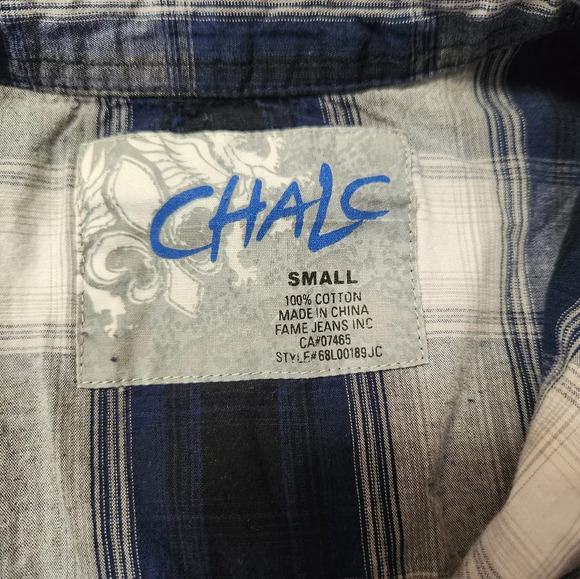 CHALC
SMALL
100% COTTON
MADE IN CHINA
FAME JEANS INC
CA#07465
STYLE#68L00189JC